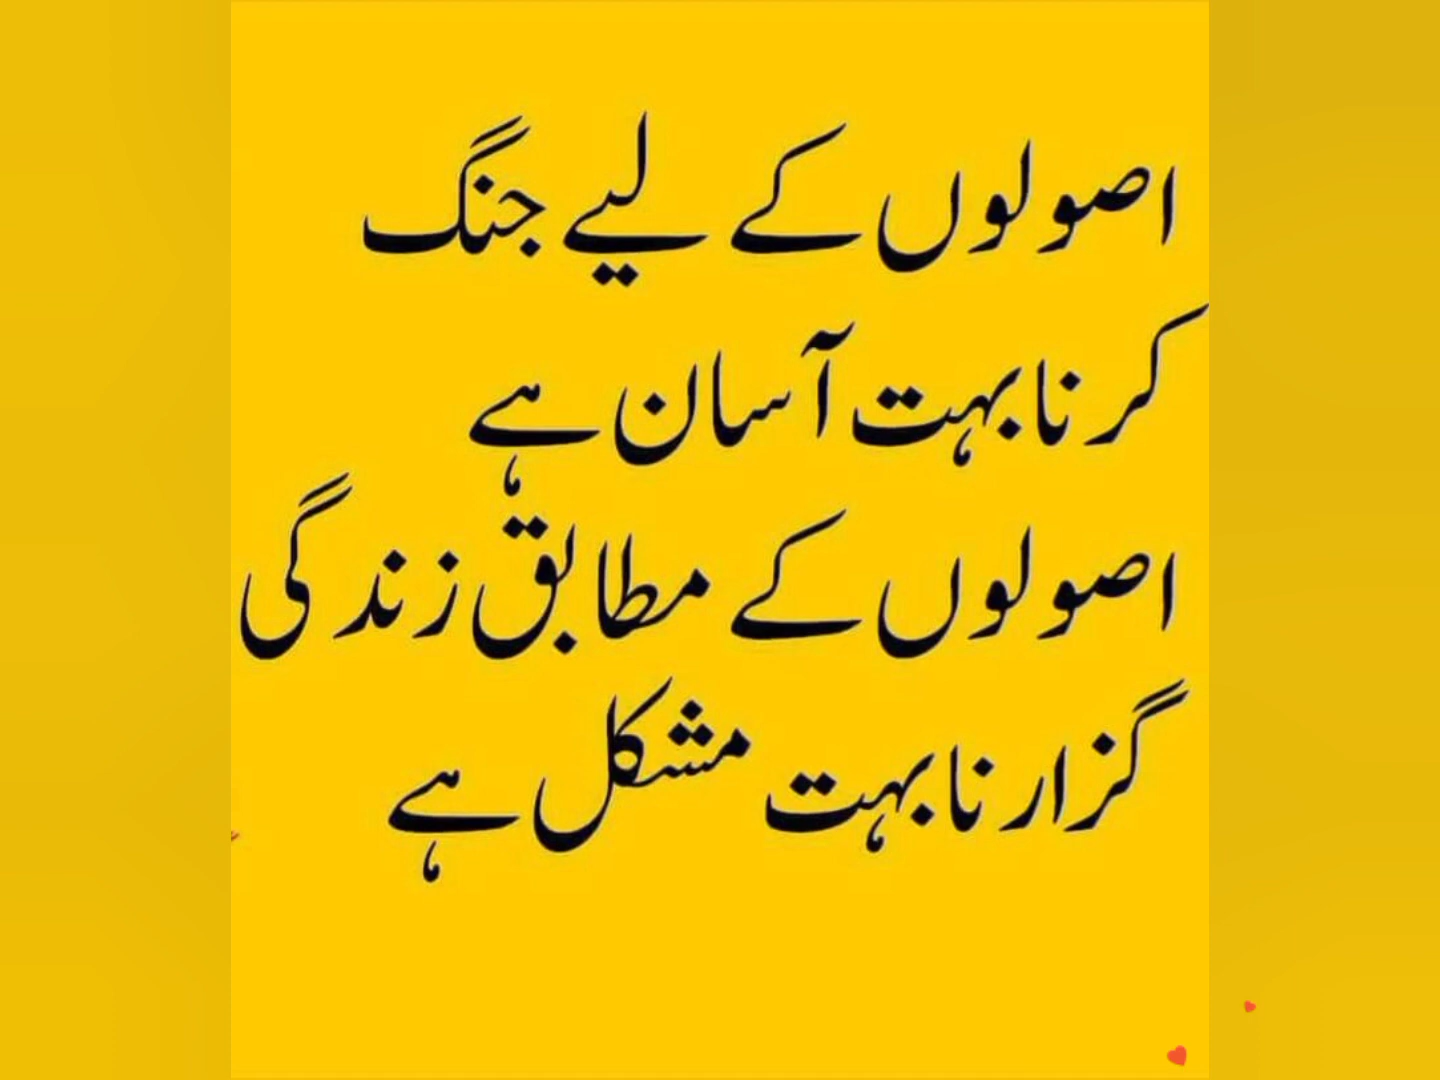 اصولوں کے لیے جنگ
کرنا بہت آسان ہے
اصولوں کے مطابق زندگی
گزارنا بہت مشکل ہے